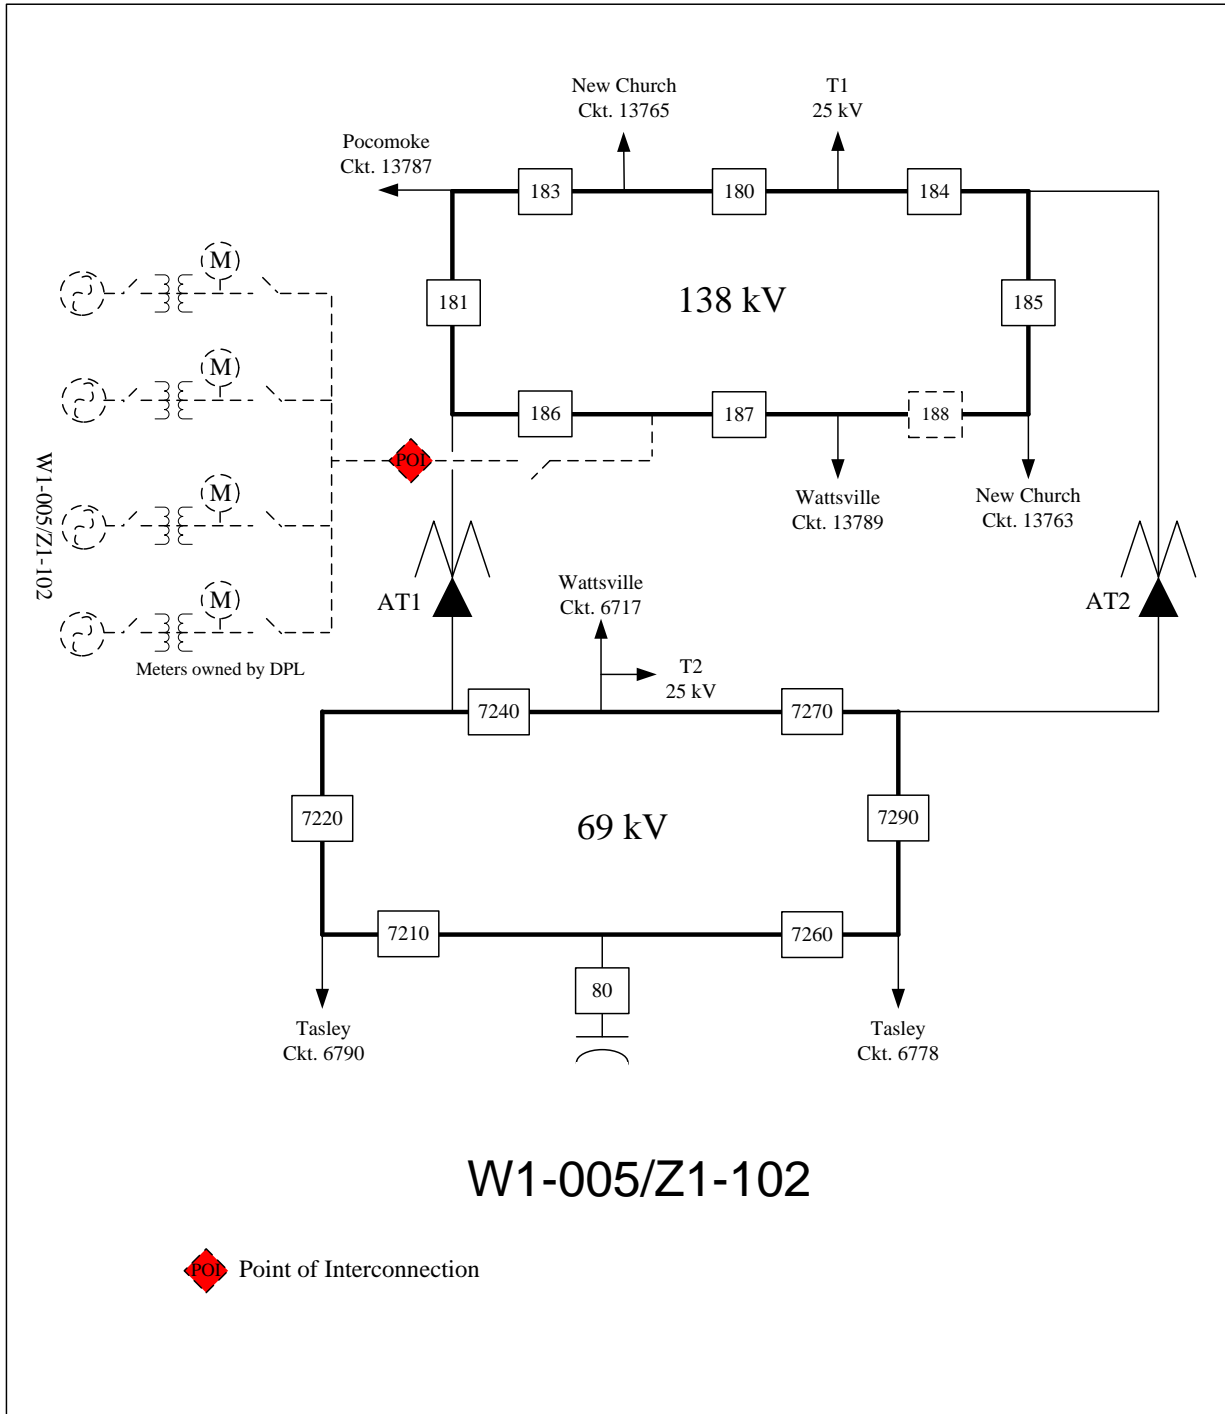 New Church
Ckt. 13765
T1
25 kV
Pocomoke
Ckt. 13787
183
180
184
M
181
138 kV
185
M
186
187
188
POI
W1-005/Z1-102
M
Wattsville
Ckt. 13789
New Church
Ckt. 13763
Wattsville
Ckt. 6717
AT1
AT2
M
Meters owned by DPL
T2
25 kV
7240
7270
7220
69 kV
7290
7210
7260
80
Tasley
Ckt. 6790
Tasley
Ckt. 6778
W1-005/Z1-102
POI
Point of Interconnection